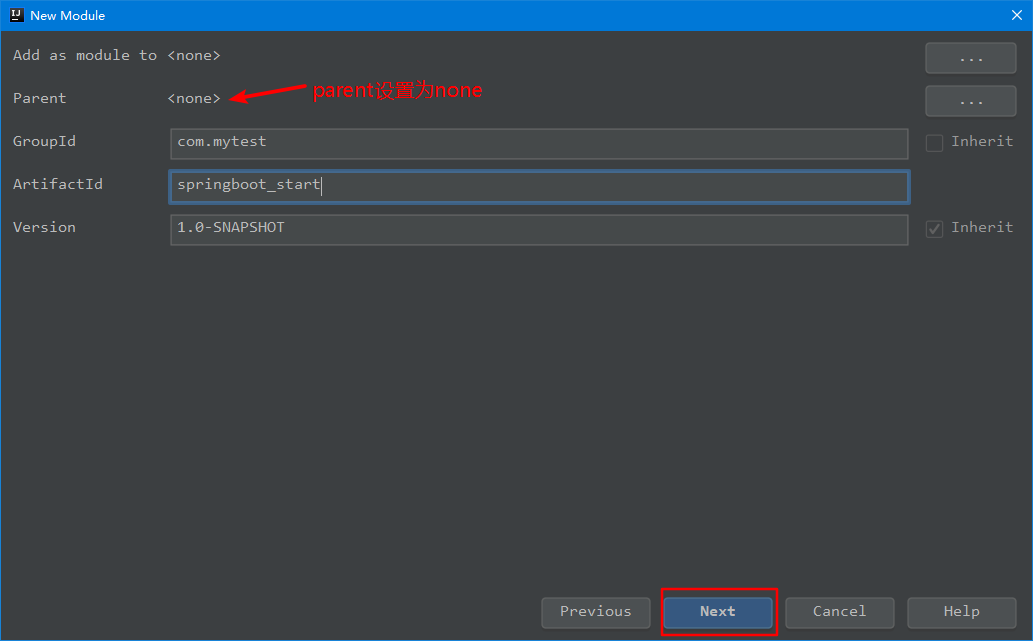 New Module
Add as module to <none> ...
Parent <none> parent设置为none ...
GroupId com.mytest Inherit
ArtifactId springboot_start
Version 1.0-SNAPSHOT Inherit
Previous Next Cancel Help